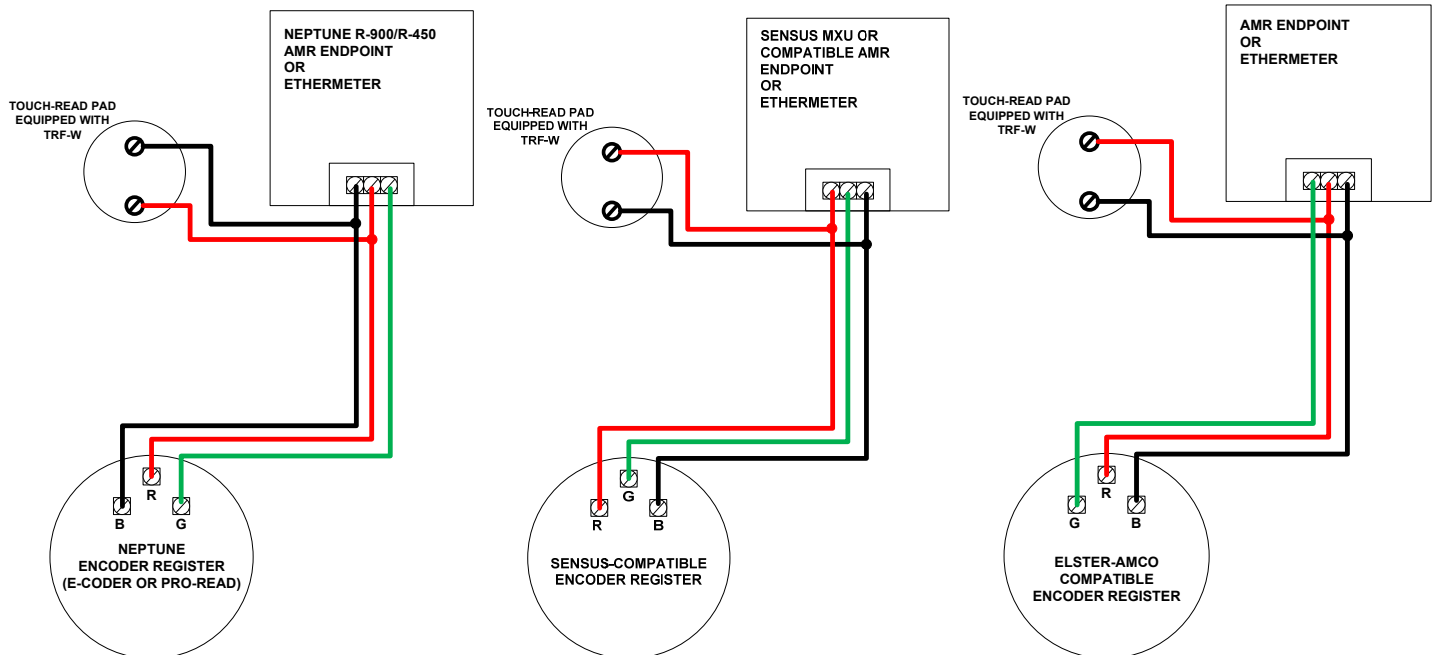 NEPTUNE R-900/R-450
AMR ENDPOINT
OR
ETHERMETER
TOUCH-READ PAD
EQUIPPED WITH
TRF-W
B
R
G
NEPTUNE
ENCODER REGISTER
(E-CODER OR PRO-READ)
SENSUS MXU OR
COMPATIBLE AMR
ENDPOINT
OR
ETHERMETER
TOUCH-READ PAD
EQUIPPED WITH
TRF-W
R
G
B
SENSUS-COMPATIBLE
ENCODER REGISTER
AMR ENDPOINT
OR
ETHERMETER
TOUCH-READ PAD
EQUIPPED WITH
TRF-W
G
R
B
ELSTER-AMCO
COMPATIBLE
ENCODER REGISTER